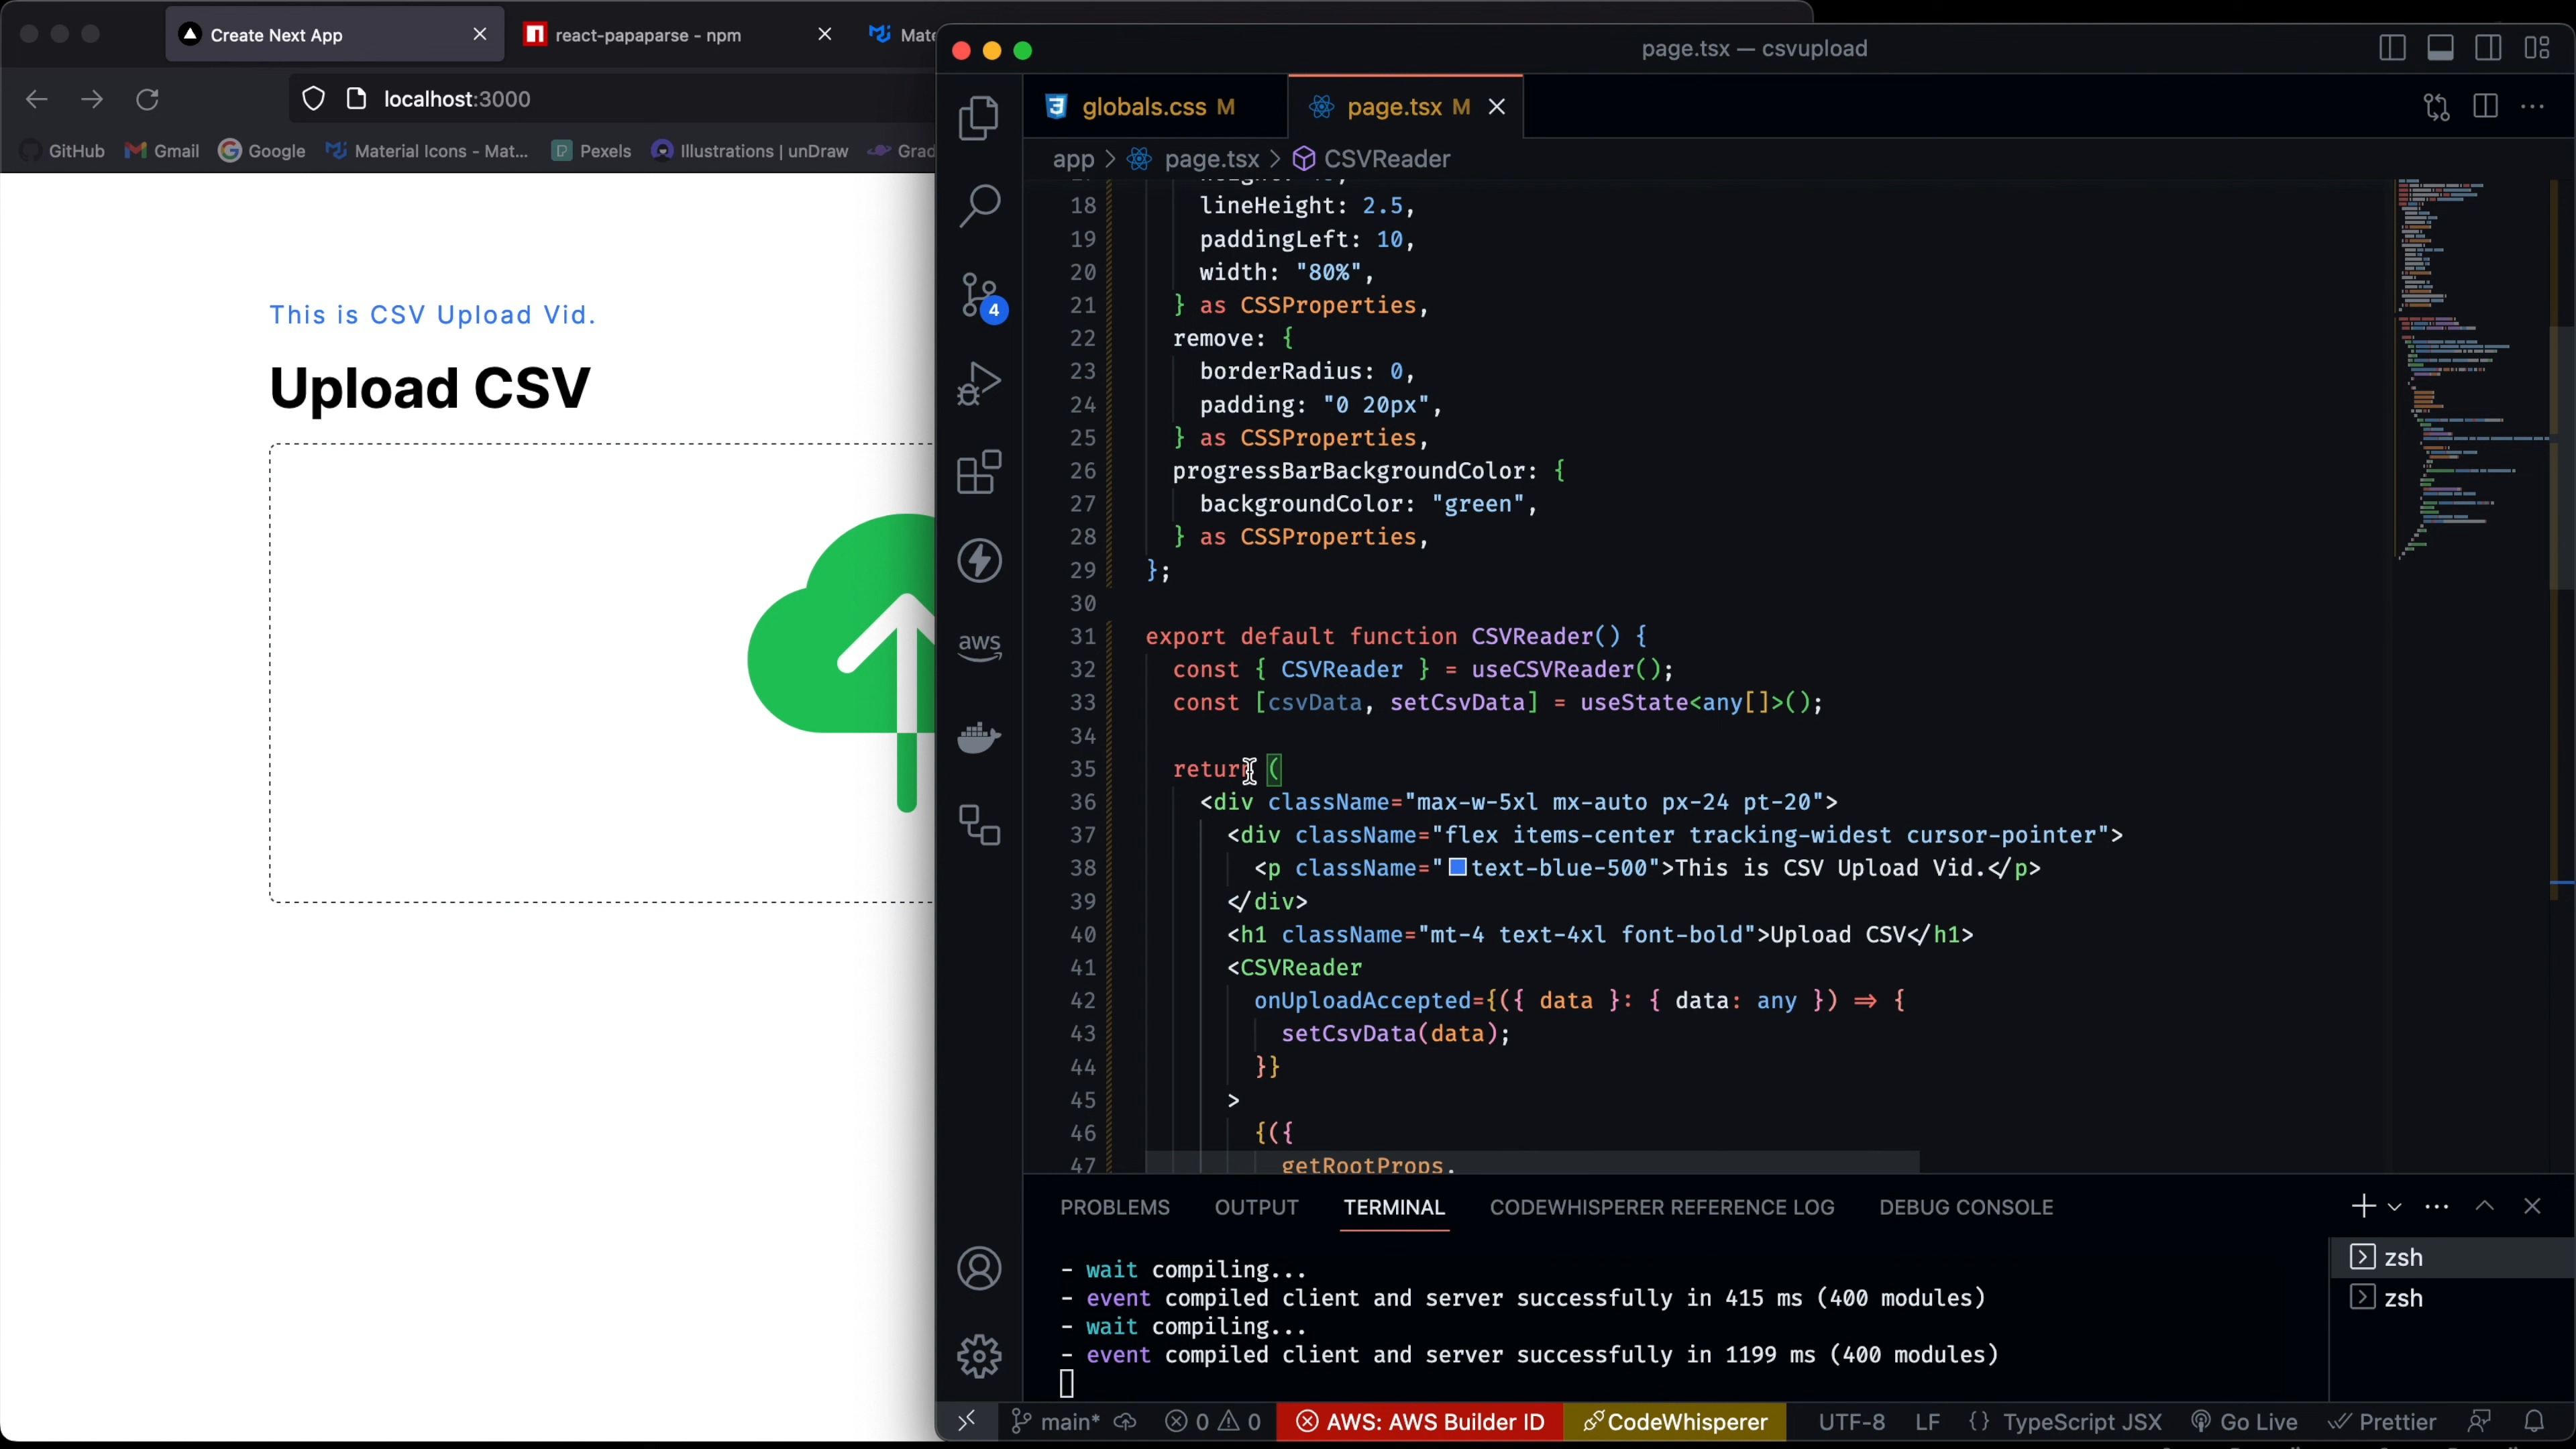 Create Next App
react-papaparse - npm
Mate
localhost:3000
GitHub
Gmail
Google
Material Icons - Mat...
Pexels
Illustrations | unDraw
Grad
This is CSV Upload Vid.
Upload CSV
page.tsx — csvupload
globals.css M
page.tsx M
app > page.tsx > CSVReader
4
aws
18 lineHeight: 2.5,
19 paddingLeft: 10,
20 width: "80%",
21 } as CSSProperties,
22 remove: {
23 borderRadius: 0,
24 padding: "0 20px",
25 } as CSSProperties,
26 progressBarBackgroundColor: {
27 backgroundColor: "green",
28 } as CSSProperties,
29 };
30
31 export default function CSVReader() {
32 const { CSVReader } = useCSVReader();
33 const [csvData, setCsvData] = useState<any[]>();
34
35 return (
36 <div className="max-w-5xl mx-auto px-24 pt-20">
37 <div className="flex items-center tracking-widest cursor-pointer">
38 <p className="text-blue-500">This is CSV Upload Vid.</p>
39 </div>
40 <h1 className="mt-4 text-4xl font-bold">Upload CSV</h1>
41 <CSVReader
42 onUploadAccepted={({ data }: { data: any }) => {
43 setCsvData(data);
44 }}
45 >
46 {({
47 getRootProps,
PROBLEMS
OUTPUT
TERMINAL
CODEWHISPERER REFERENCE LOG
DEBUG CONSOLE
- wait compiling...
- event compiled client and server successfully in 415 ms (400 modules)
- wait compiling...
- event compiled client and server successfully in 1199 ms (400 modules)
zsh
zsh
main*
0
0
AWS: AWS Builder ID
CodeWhisperer
UTF-8
LF
{} TypeScript JSX
Go Live
Prettier